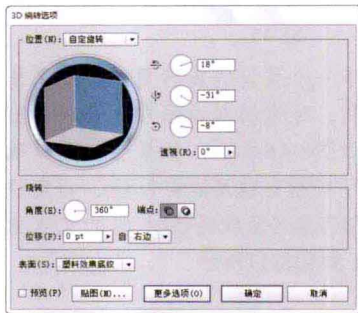 3D 绕转选项
位置(N): 自定旋转
18°
-31°
-8°
透视(R): 0°
绕转
角度(E): 360° 端点:
位移(F): 0 pt 自 右边
表面(S): 塑料效果底纹
预览(P) 贴图(M)... 更多选项(O) 确定 取消